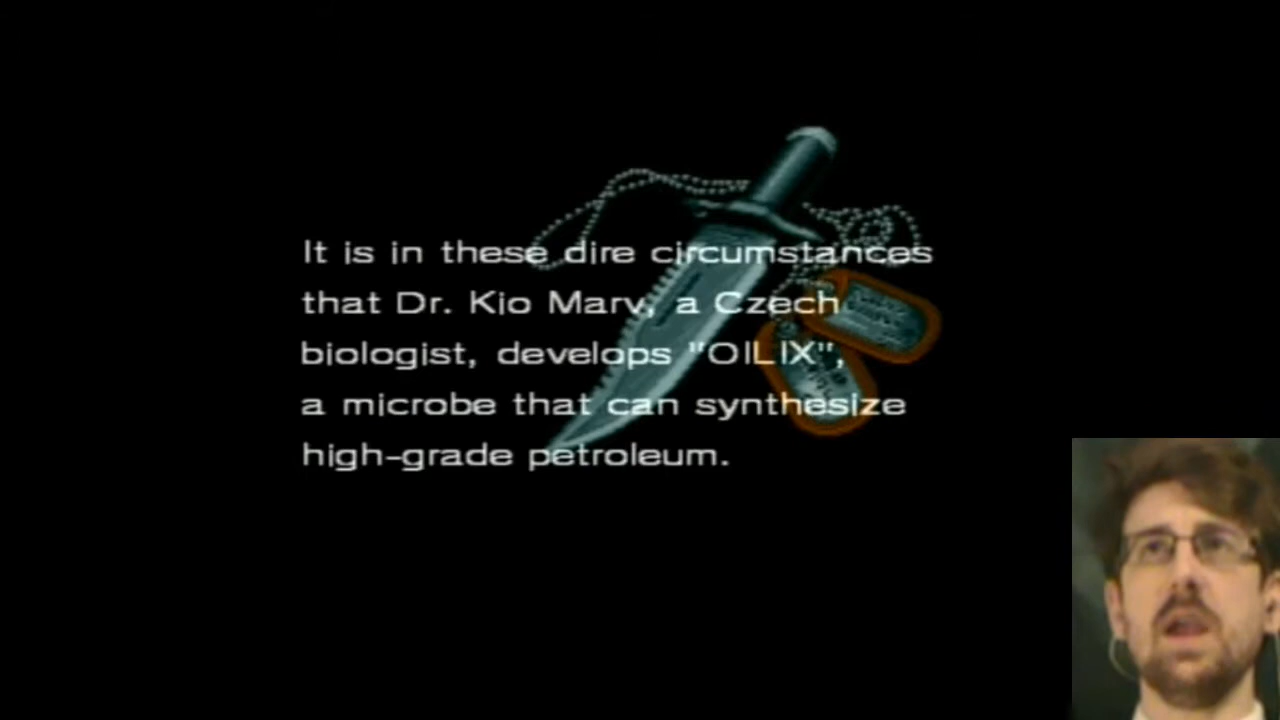 It is in these dire circumstances
that Dr. Kio Marv, a Czech
biologist, develops "OILIX",
a microbe that can synthesize
high-grade petroleum.